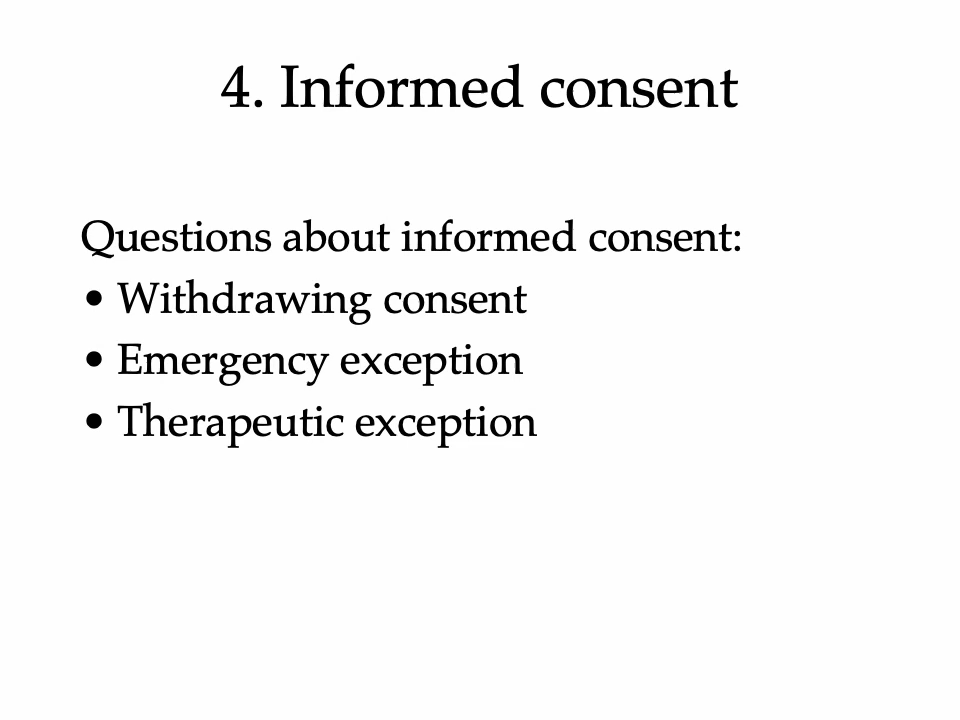 4. Informed consent
Questions about informed consent:
• Withdrawing consent
• Emergency exception
• Therapeutic exception